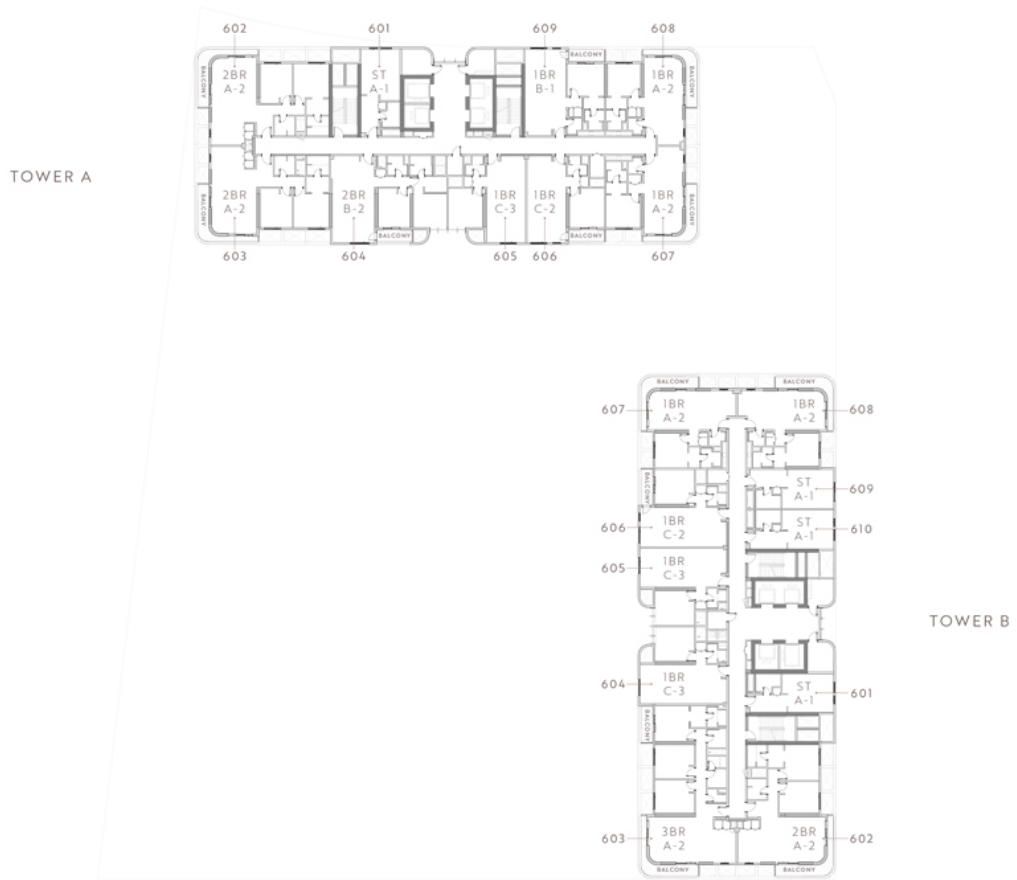 602
601
609
608
BALCONY
2BR
A-2
ST
A-1
1BR
B-1
1BR
A-2
BALCONY
BALCONY
TOWER A
2BR
A-2
2BR
B-2
1BR
C-3
1BR
C-2
1BR
A-2
BALCONY
BALCONY
BALCONY
BALCONY
603
604
605
606
607
BALCONY
BALCONY
607
1BR
A-2
1BR
A-2
608
BALCONY
ST
A-1
609
606
1BR
C-2
ST
A-1
610
605
1BR
C-3
TOWER B
604
1BR
C-3
ST
A-1
601
BALCONY
603
3BR
A-2
2BR
A-2
602
BALCONY
BALCONY